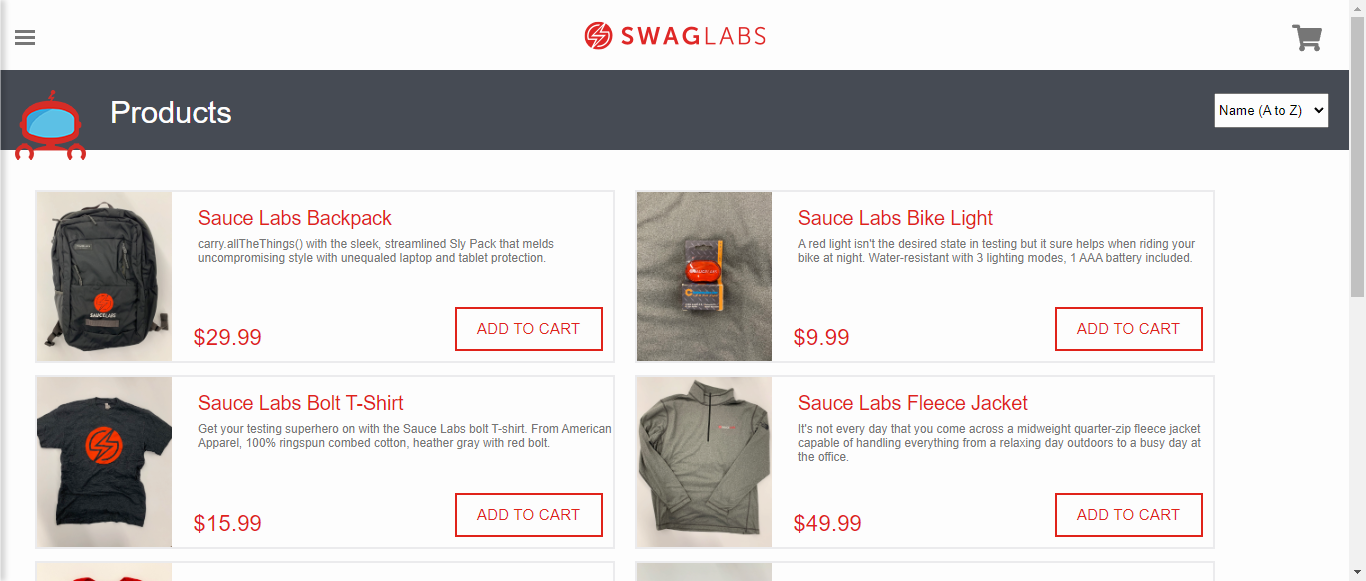 SWAGLABS
Products
Name (A to Z)
Sauce Labs Backpack
carry.allTheThings() with the sleek, streamlined Sly Pack that melds
uncompromising style with unequaled laptop and tablet protection.
$29.99
ADD TO CART
SAUCELABS
Sauce Labs Bike Light
A red light isn't the desired state in testing but it sure helps when riding your
bike at night. Water-resistant with 3 lighting modes, 1 AAA battery included.
$9.99
ADD TO CART
Sauce Labs Bolt T-Shirt
Get your testing superhero on with the Sauce Labs bolt T-shirt. From American
Apparel, 100% ringspun combed cotton, heather gray with red bolt.
$15.99
ADD TO CART
Sauce Labs Fleece Jacket
It's not every day that you come across a midweight quarter-zip fleece jacket
capable of handling everything from a relaxing day outdoors to a busy day at
the office.
$49.99
ADD TO CART